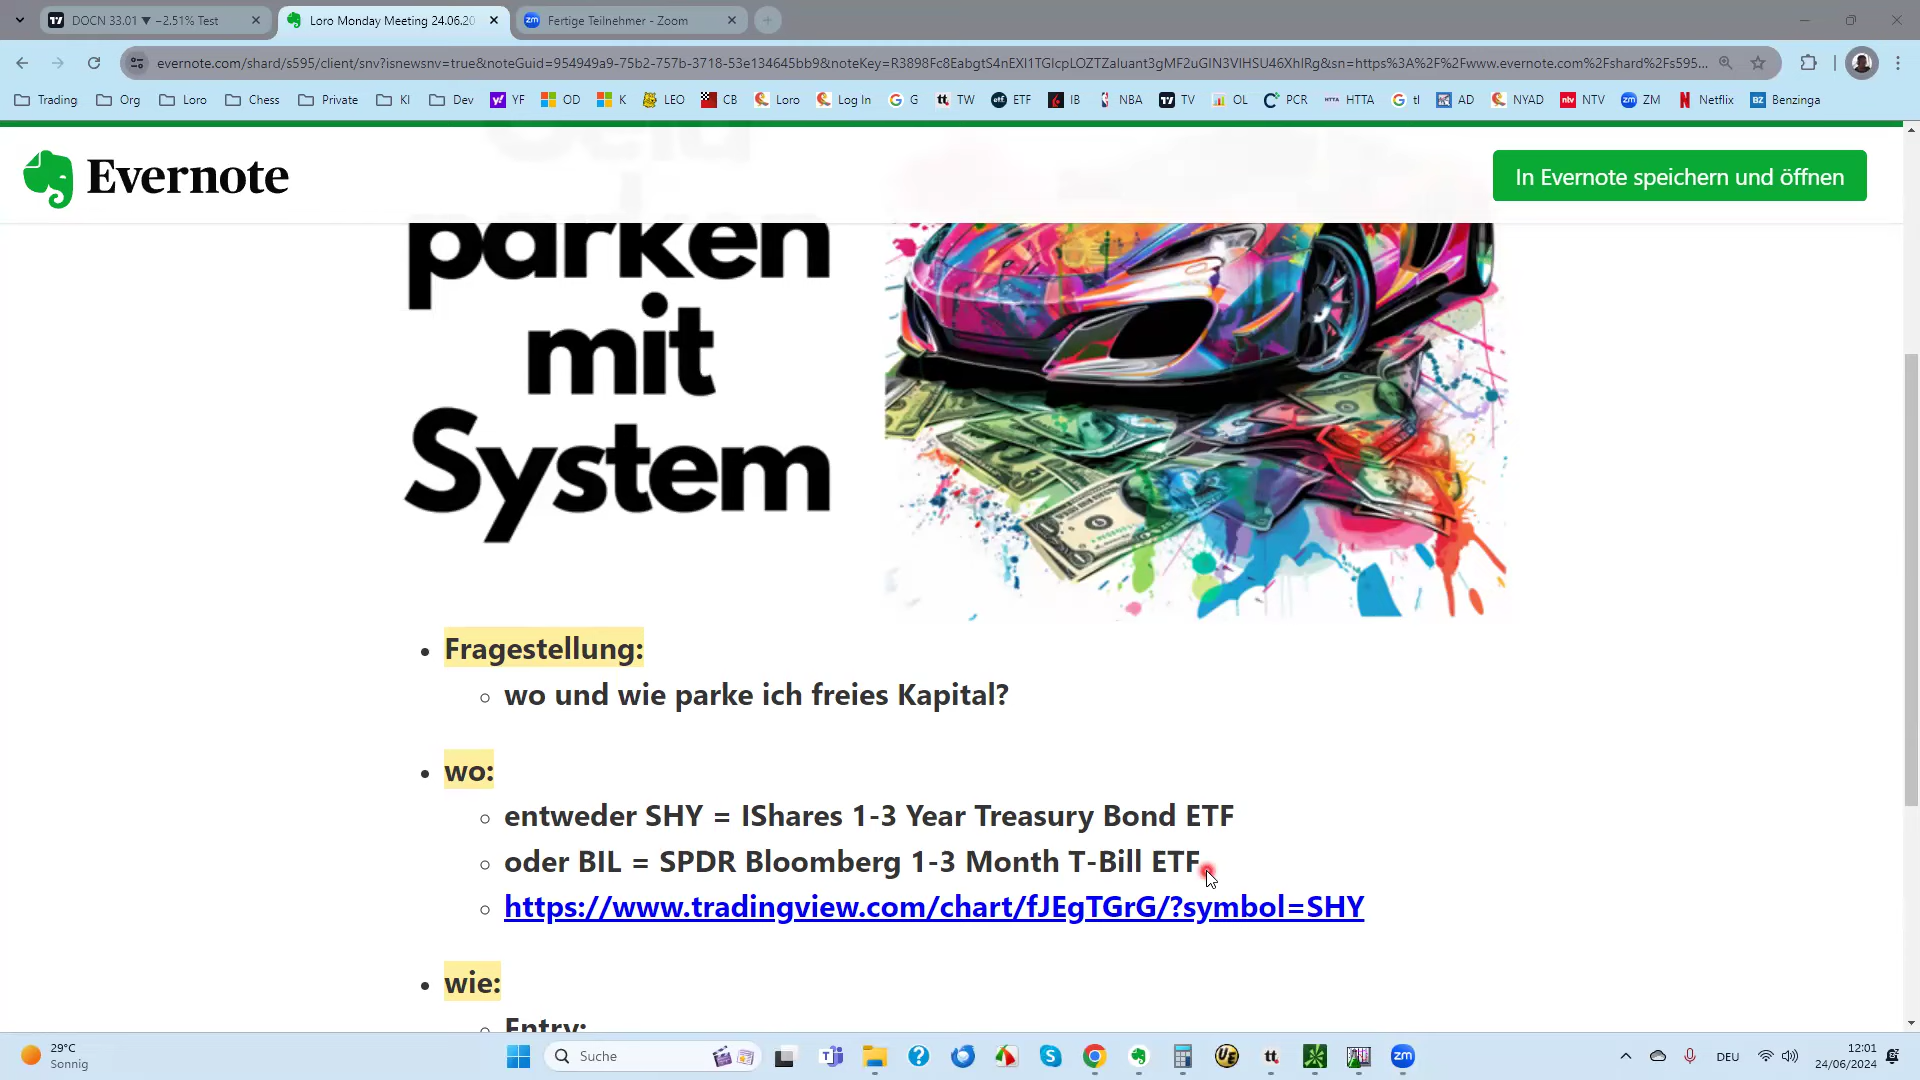 DOCN 33.01 ▼ −2.51% Test
Loro Monday Meeting 24.06.20
Fertige Teilnehmer - Zoom
evernote.com/shard/s595/client/snv?isnewsnv=true&noteGuid=954949a9-75b2-757b-3718-53e134645bb9&noteKey=R3898Fc8EabgtS4nEXI1TGIcpLOZTZaIuant3gMF2uGIN3VIHSU46XhIRg&sn=https%3A%2F%2Fwww.evernote.com%2Fshard%2Fs595...
Trading Org Loro Chess Private KI Dev YF OD K LEO CB Loro Log In G TW ETF IB NBA TV OL PCR HTTA tl AD NYAD NTV ZM Netflix Benzinga
Evernote
In Evernote speichern und öffnen
Geld
parken
mit
System
Fragestellung:
wo und wie parke ich freies Kapital?
wo:
entweder SHY = IShares 1-3 Year Treasury Bond ETF
oder BIL = SPDR Bloomberg 1-3 Month T-Bill ETF
https://www.tradingview.com/chart/fJEgTGrG/?symbol=SHY
wie:
Entry:
29°C
Sonnig
Suche
DEU
12:01
24/06/2024